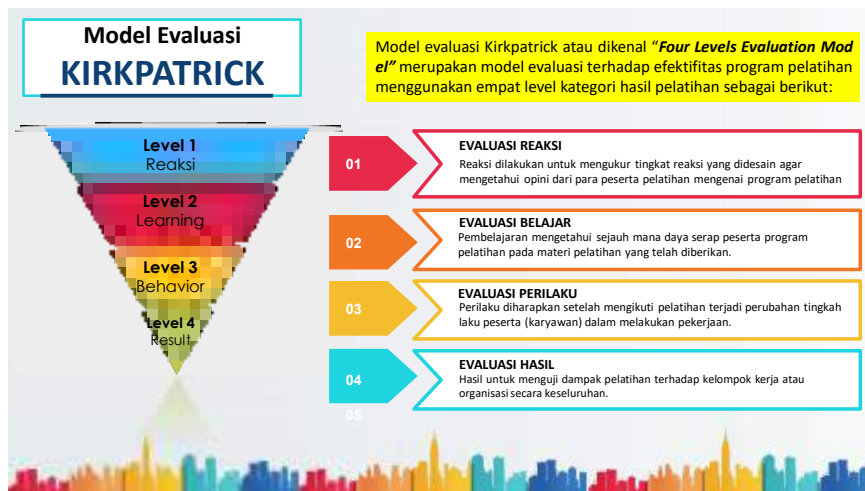 Model Evaluasi
KIRKPATRICK
Model evaluasi Kirkpatrick atau dikenal “Four Levels Evaluation Mod
el” merupakan model evaluasi terhadap efektifitas program pelatihan
menggunakan empat level kategori hasil pelatihan sebagai berikut:
Level 1
Reaksi
Level 2
Learning
Level 3
Behavior
Level 4
Result
01
EVALUASI REAKSI
Reaksi dilakukan untuk mengukur tingkat reaksi yang didesain agar
mengetahui opini dari para peserta pelatihan mengenai program pelatihan
02
EVALUASI BELAJAR
Pembelajaran mengetahui sejauh mana daya serap peserta program
pelatihan pada materi pelatihan yang telah diberikan.
03
EVALUASI PERILAKU
Perilaku diharapkan setelah mengikuti pelatihan terjadi perubahan tingkah
laku peserta (karyawan) dalam melakukan pekerjaan.
04
EVALUASI HASIL
Hasil untuk menguji dampak pelatihan terhadap kelompok kerja atau
organisasi secara keseluruhan.
05